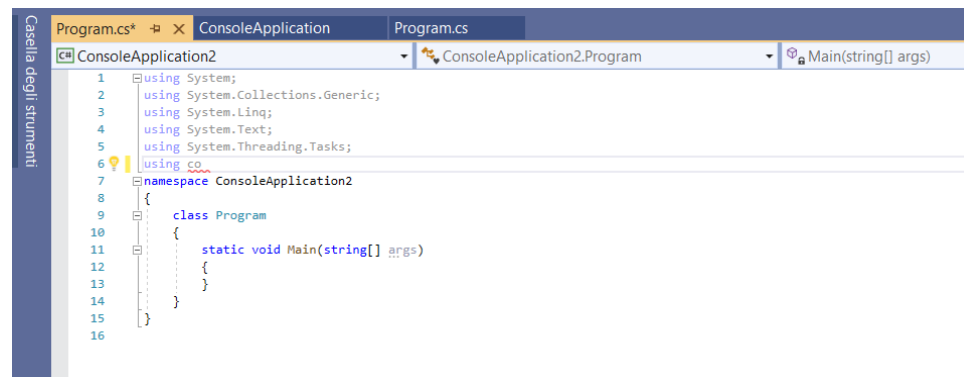 Casella degli strumenti
Program.cs* ConsoleApplication Program.cs
C# ConsoleApplication2 ConsoleApplication2.Program Main(string[] args)
1 using System;
2 using System.Collections.Generic;
3 using System.Linq;
4 using System.Text;
5 using System.Threading.Tasks;
6 using co
7 namespace ConsoleApplication2
8 {
9 class Program
10 {
11 static void Main(string[] args)
12 {
13 }
14 }
15 }
16